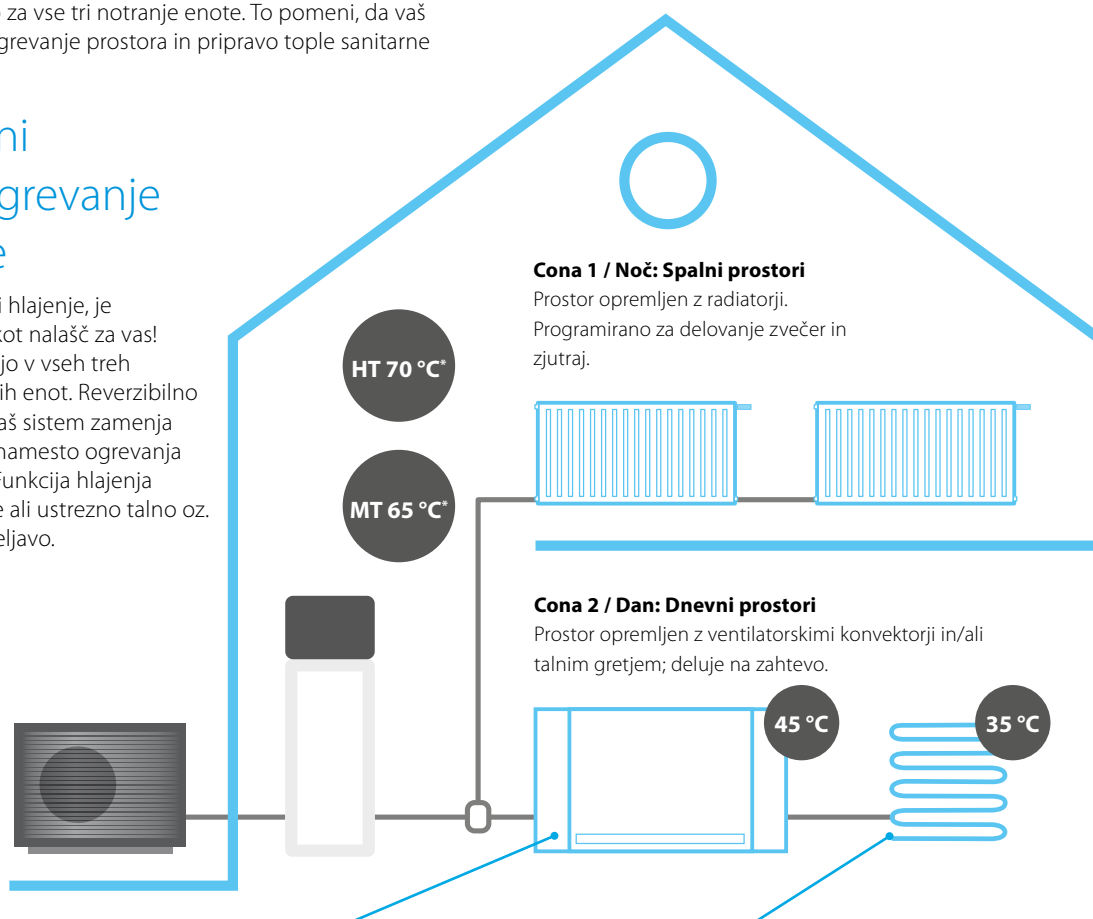 za vse tri notranje enote. To pomeni, da vaš
grevanje prostora in pripravo tople sanitarne
ni
grevanje
e
i hlajenje, je
kot nalašč za vas!
jo v vseh treh
ih enot. Reverzibilno
aš sistem zamenja
namesto ogrevanja
Funkcija hlajenja
e ali ustrezno talno oz.
eljavo.
HT 70 °C*
MT 65 °C*
Cona 1 / Noč: Spalni prostori
Prostor opremljen z radiatorji.
Programirano za delovanje zvečer in
zjutraj.
Cona 2 / Dan: Dnevni prostori
Prostor opremljen z ventilatorskimi konvektorji in/ali
talnim gretjem; deluje na zahtevo.
45 °C
35 °C